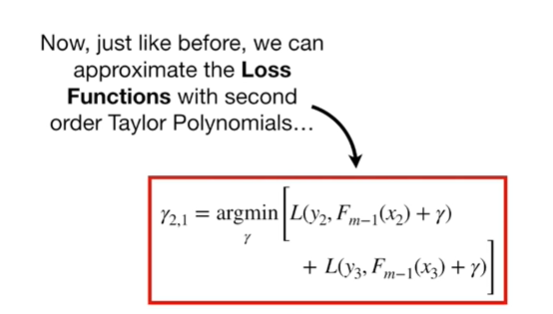 Now, just like before, we can
approximate the Loss
Functions with second
order Taylor Polynomials…
γ₂,₁ = argmin [ L(y₂, Fₘ₋₁(x₂) + γ)
γ
+ L(y₃, Fₘ₋₁(x₃) + γ) ]